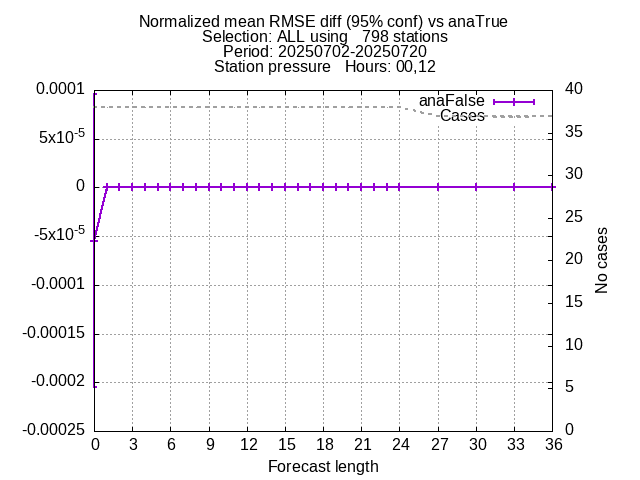 Normalized mean RMSE diff (95% conf) vs anaTrue
Selection: ALL using   798 stations
Period: 20250702-20250720
Station pressure   Hours: 00,12
anaFalse
Cases
0.0001
5x10-5
0
-5x10-5
-0.0001
-0.00015
-0.0002
-0.00025
40
35
30
25
20
15
10
5
0
No cases
0 3 6 9 12 15 18 21 24 27 30 33 36
Forecast length